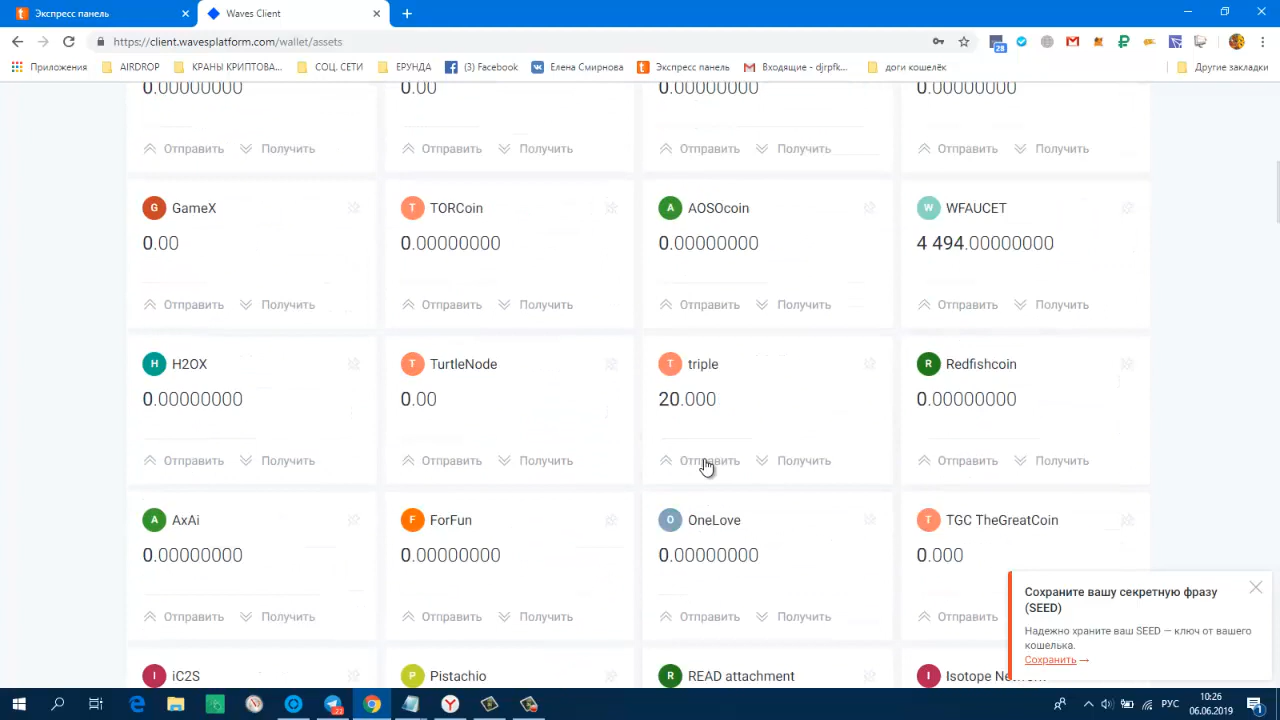 Экспресс панель
Waves Client
https://client.wavesplatform.com/wallet/assets
28
Приложения AIRDROP КРАНЫ КРИПТОВА... СОЦ. СЕТИ ЕРУНДА (3) Facebook Елена Смирнова Экспресс панель Входящие - djrpfk... доги кошелёк Другие закладки
0.00000000 0.00 0.00000000 0.00000000
Отправить Получить Отправить Получить Отправить Получить Отправить Получить
G GameX T TORCoin A AOSOcoin W WFAUCET
0.00 0.00000000 0.00000000 4 494.00000000
Отправить Получить Отправить Получить Отправить Получить Отправить Получить
H H2OX T TurtleNode T triple R Redfishcoin
0.00000000 0.00 20.000 0.00000000
Отправить Получить Отправить Получить Отправить Получить Отправить Получить
A AxAi F ForFun O OneLove T TGC TheGreatCoin
0.00000000 0.00000000 0.00000000 0.000
Отправить Получить Отправить Получить Отправить Получить Отправить
I iC2S P Pistachio R READ attachment I Isotope
Сохраните вашу секретную фразу
(SEED)
Надежно храните ваш SEED — ключ от вашего
кошелька.
Сохранить →
22
РУС
10:26
06.06.2019
1